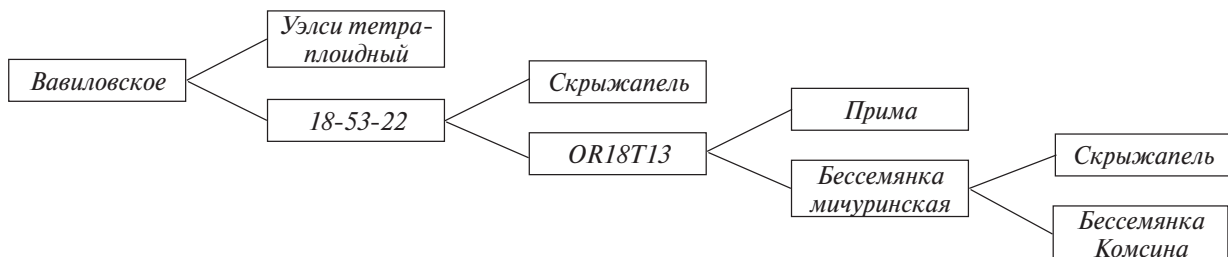 Уэлси тетра-
плоидный
Вавиловское
18-53-22
Скрыжапель
OR18T13
Прима
Бессемянка
мичуринская
Скрыжапель
Бессемянка
Комсина